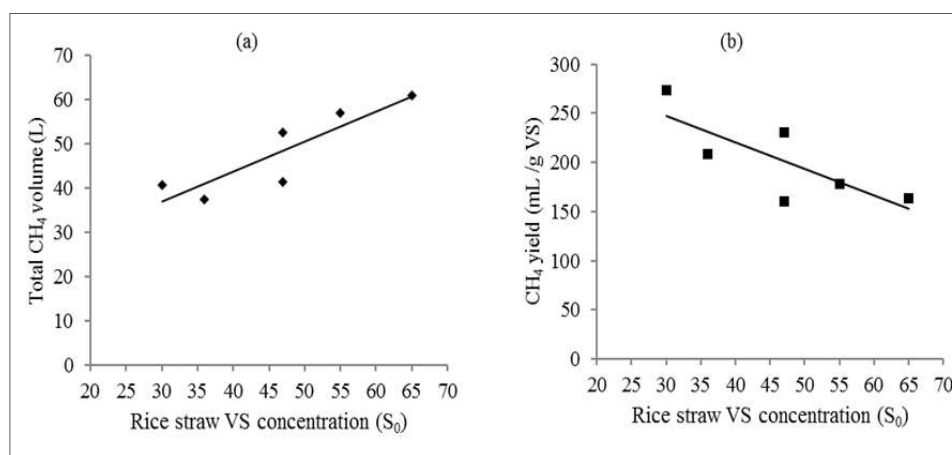 (a)
Total CH₄ volume (L)
70
60
50
40
30
20
10
0
20 25 30 35 40 45 50 55 60 65 70
Rice straw VS concentration (S₀)
(b)
CH₄ yield (mL /g VS)
300
250
200
150
100
50
0
20 25 30 35 40 45 50 55 60 65 70
Rice straw VS concentration (S₀)